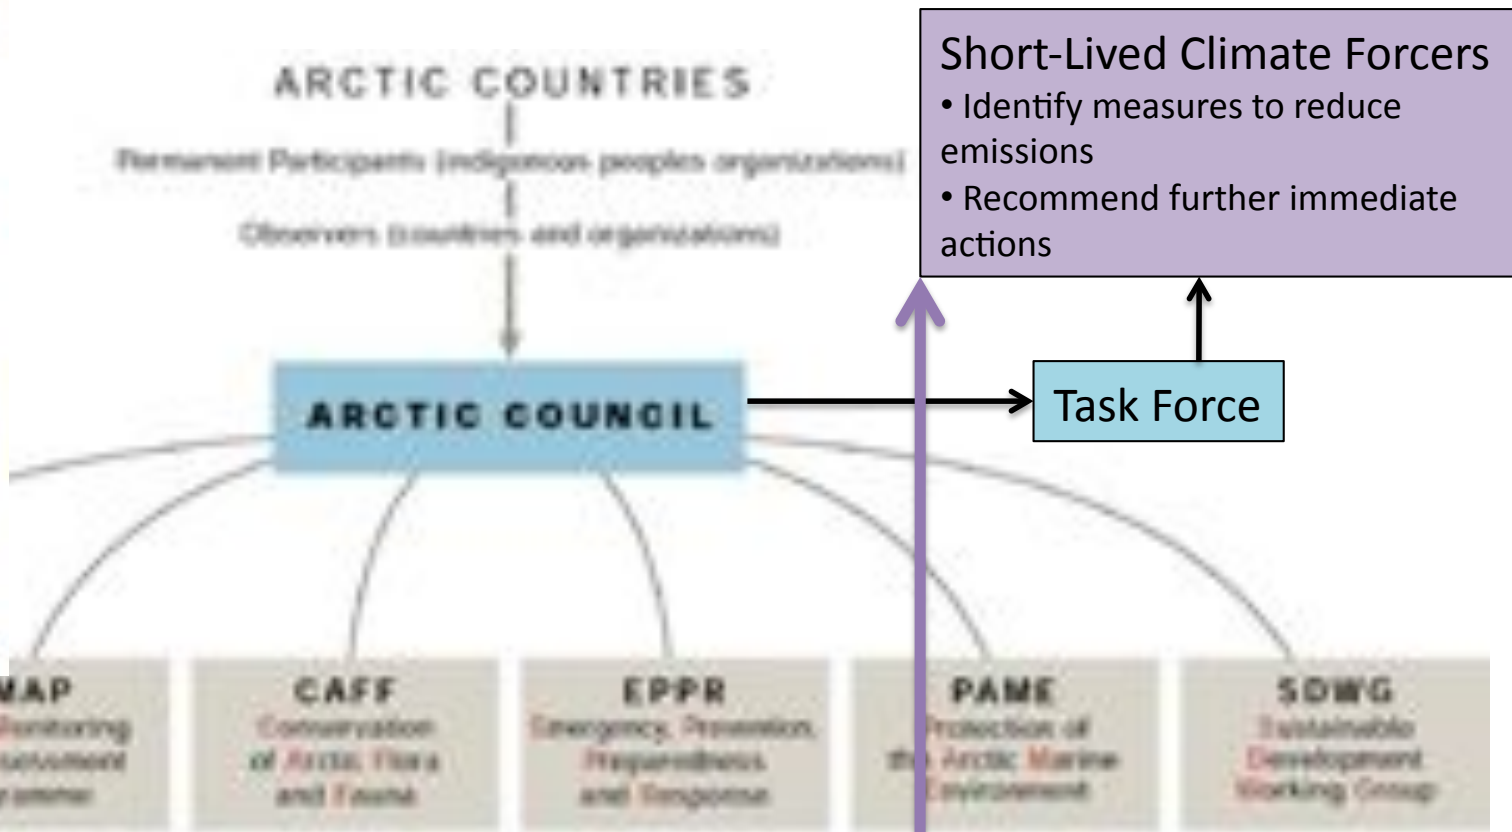 ARCTIC COUNTRIES
Permanent Participants (indigenous peoples organizations)
Observers (countries and organizations)
Short-Lived Climate Forcers
• Identify measures to reduce
emissions
• Recommend further immediate
actions
ARCTIC COUNCIL
Task Force
MAP
Monitoring
CAFF
Conservation
of Arctic Flora
and Fauna
EPPR
Emergency, Prevention,
Preparedness
and Response
PAME
Protection of
the Arctic Marine
Environment
SDWG
Sustainable
Development
Working Group